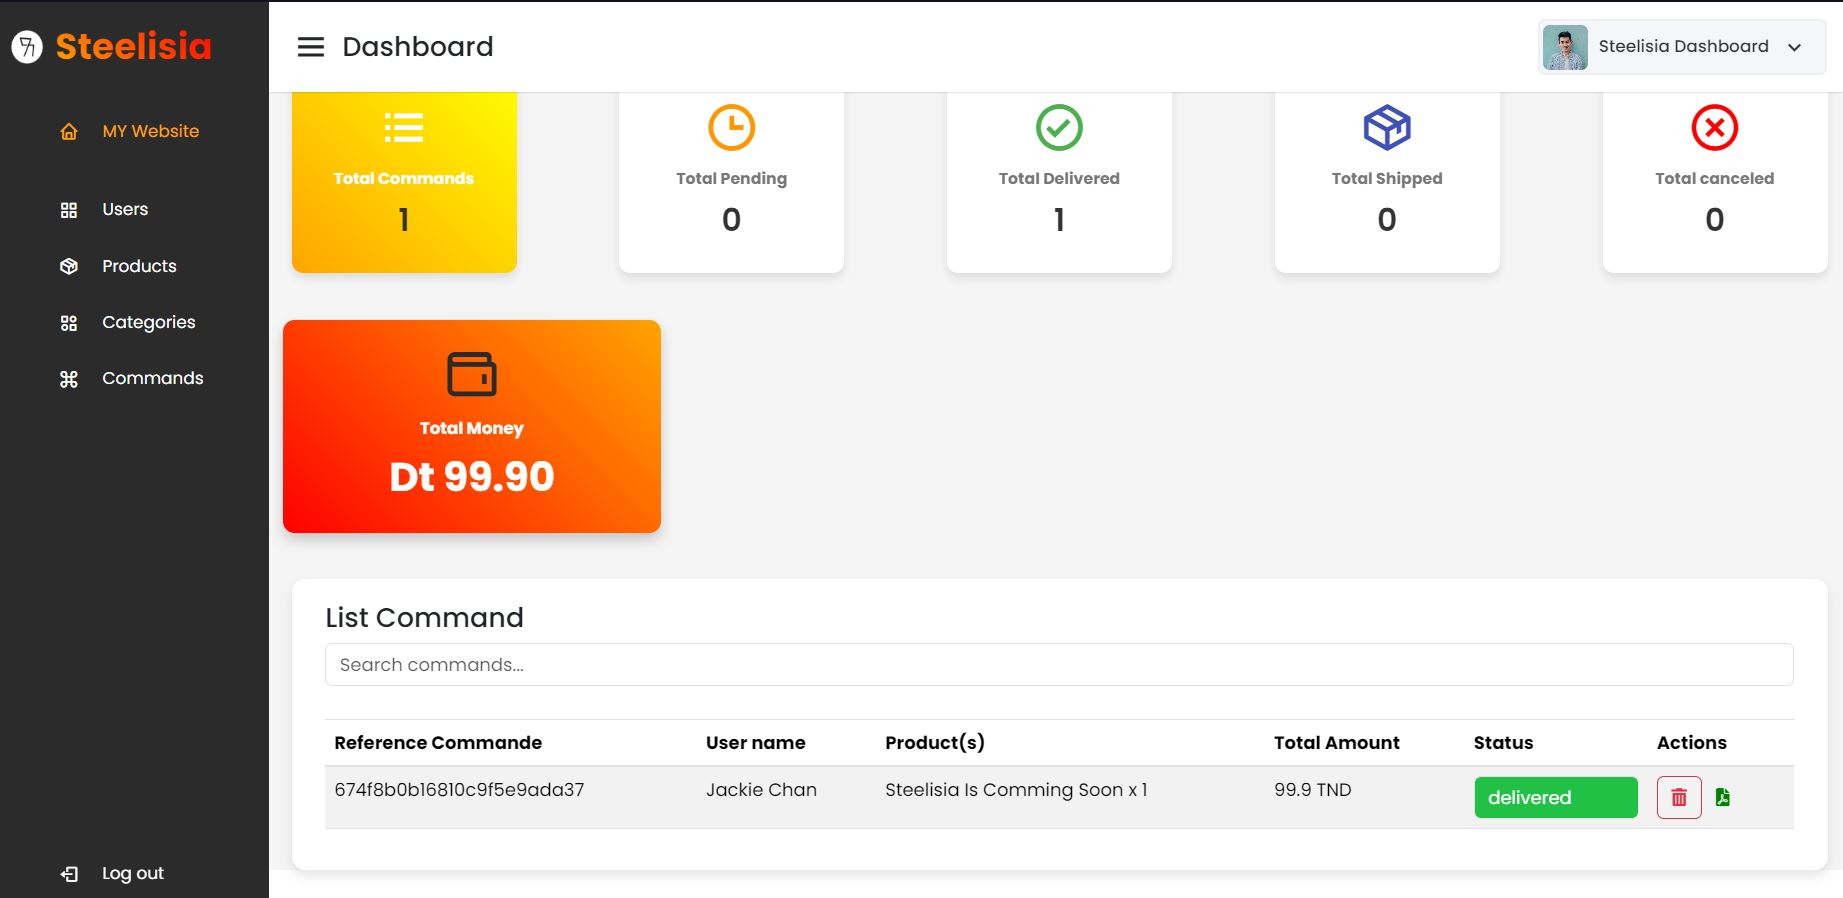 Steelisia
Dashboard
Steelisia Dashboard
MY Website
Users
Products
Categories
Commands
Log out
Total Commands
1
Total Pending
0
Total Delivered
1
Total Shipped
0
Total canceled
0
Total Money
Dt 99.90
List Command
Search commands...
Reference Commande User name Product(s) Total Amount Status Actions
674f8b0b16810c9f5e9ada37 Jackie Chan Steelisia Is Comming Soon x 1 99.9 TND delivered